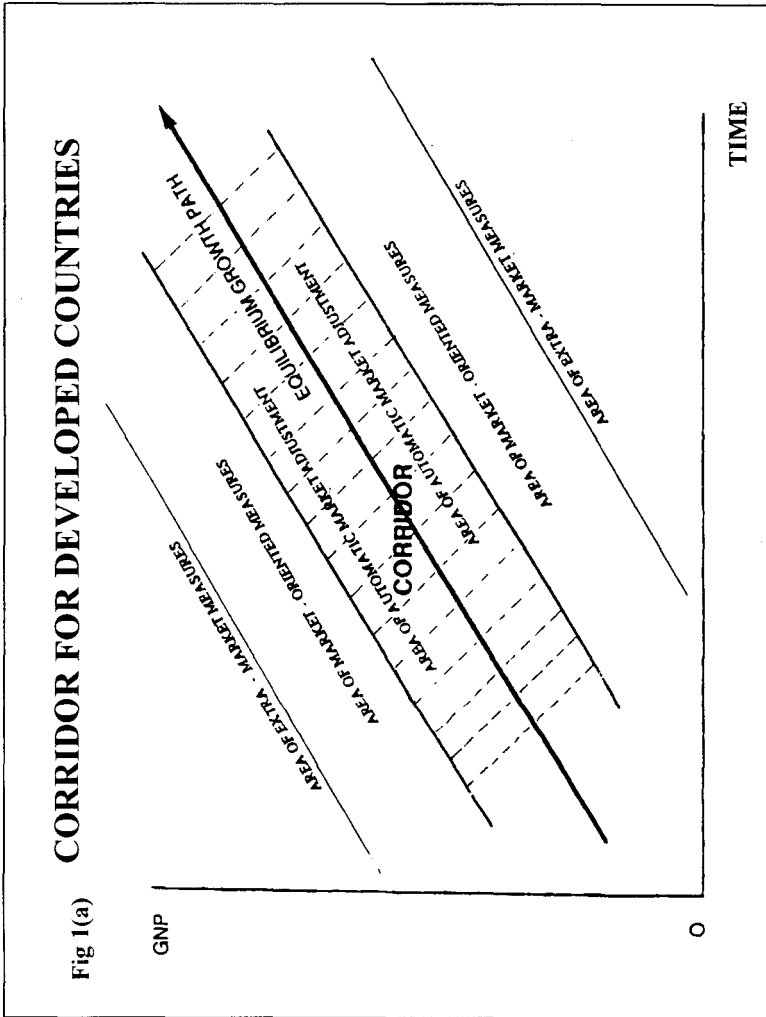 Fig 1(a)
CORRIDOR FOR DEVELOPED COUNTRIES
GNP
AREA OF EXTRA - MARKET MEASURES
AREA OF MARKET - ORIENTED MEASURES
AREA OF AUTOMATIC MARKET ADJUSTMENT
EQUILIBRIUM GROWTH PATH
CORRIDOR
AREA OF AUTOMATIC MARKET ADJUSTMENT
AREA OF MARKET - ORIENTED MEASURES
AREA OF EXTRA - MARKET MEASURES
O
TIME